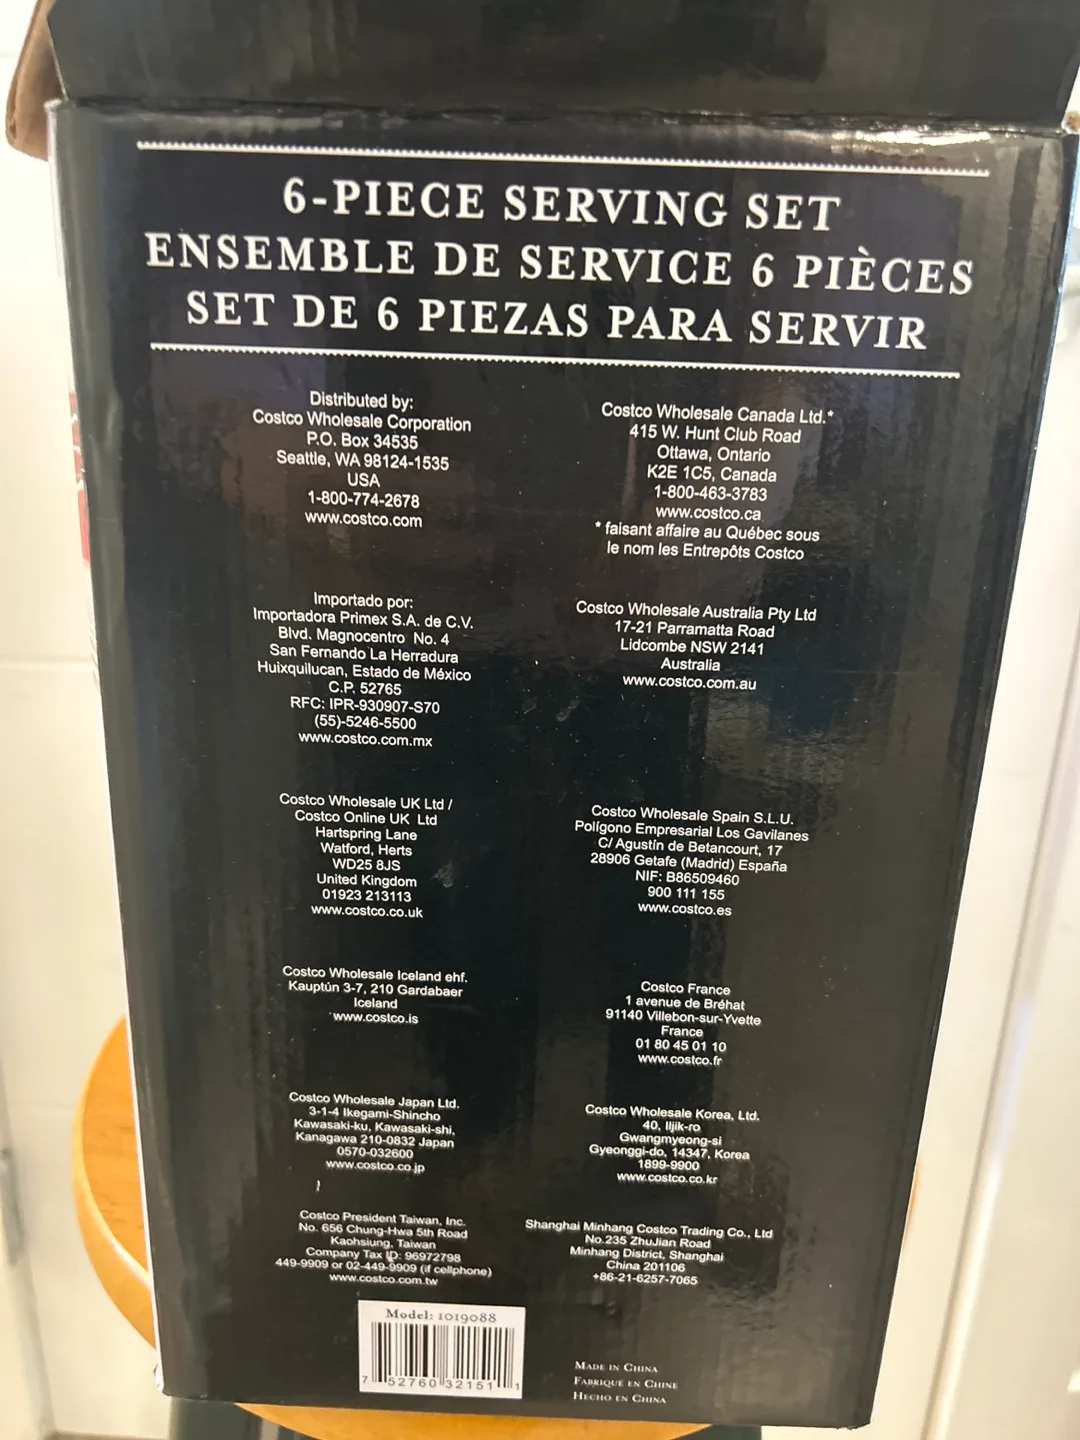 6-PIECE SERVING SET
ENSEMBLE DE SERVICE 6 PIÈCES
SET DE 6 PIEZAS PARA SERVIR
Distributed by:
Costco Wholesale Corporation
P.O. Box 34535
Seattle, WA 98124-1535
USA
1-800-774-2678
www.costco.com
Costco Wholesale Canada Ltd.*
415 W. Hunt Club Road
Ottawa, Ontario
K2E 1C5, Canada
1-800-463-3783
www.costco.ca
* faisant affaire au Québec sous
le nom les Entrepôts Costco
Importado por:
Importadora Primex S.A. de C.V.
Blvd. Magnocentro No. 4
San Fernando La Herradura
Huixquilucan, Estado de México
C.P. 52765
RFC: IPR-930907-S70
(55)-5246-5500
www.costco.com.mx
Costco Wholesale Australia Pty Ltd
17-21 Parramatta Road
Lidcombe NSW 2141
Australia
www.costco.com.au
Costco Wholesale UK Ltd /
Costco Online UK Ltd
Hartspring Lane
Watford, Herts
WD25 8JS
United Kingdom
01923 213113
www.costco.co.uk
Costco Wholesale Spain S.L.U.
Polígono Empresarial Los Gavilanes
C/ Agustín de Betancourt, 17
28906 Getafe (Madrid) España
NIF: B86509460
900 111 155
www.costco.es
Costco Wholesale Iceland ehf.
Kauptún 3-7, 210 Gardabaer
Iceland
www.costco.is
Costco France
1 avenue de Bréhat
91140 Villebon-sur-Yvette
France
01 80 45 01 10
www.costco.fr
Costco Wholesale Japan Ltd.
3-1-4 Ikegami-Shincho
Kawasaki-ku, Kawasaki-shi,
Kanagawa 210-0832 Japan
0570-032600
www.costco.co.jp
Costco Wholesale Korea, Ltd.
40, Iljik-ro
Gwangmyeong-si
Gyeonggi-do, 14347, Korea
1899-9900
www.costco.co.kr
Costco President Taiwan, Inc.
No. 656 Chung-Hwa 5th Road
Kaohsiung, Taiwan
Company Tax ID: 96972798
449-9909 or 02-449-9909 (if cellphone)
www.costco.com.tw
Shanghai Minhang Costco Trading Co., Ltd
No.235 ZhuJian Road
Minhang District, Shanghai
China 201106
+86-21-6257-7065
Model: 1019088
7 52760 32151 1
MADE IN CHINA
FABRIQUÉ EN CHINE
HECHO EN CHINA